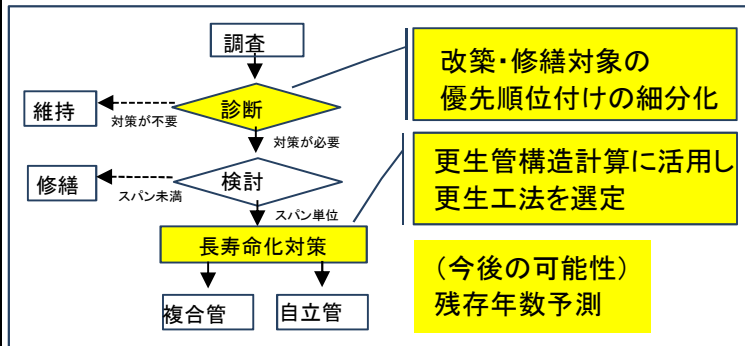 調査
改築・修繕対象の
優先順位付けの細分化
診断
維持
対策が不要
対策が必要
更生管構造計算に活用し
更生工法を選定
検討
修繕
スパン未満
スパン単位
長寿命化対策
(今後の可能性)
残存年数予測
複合管
自立管